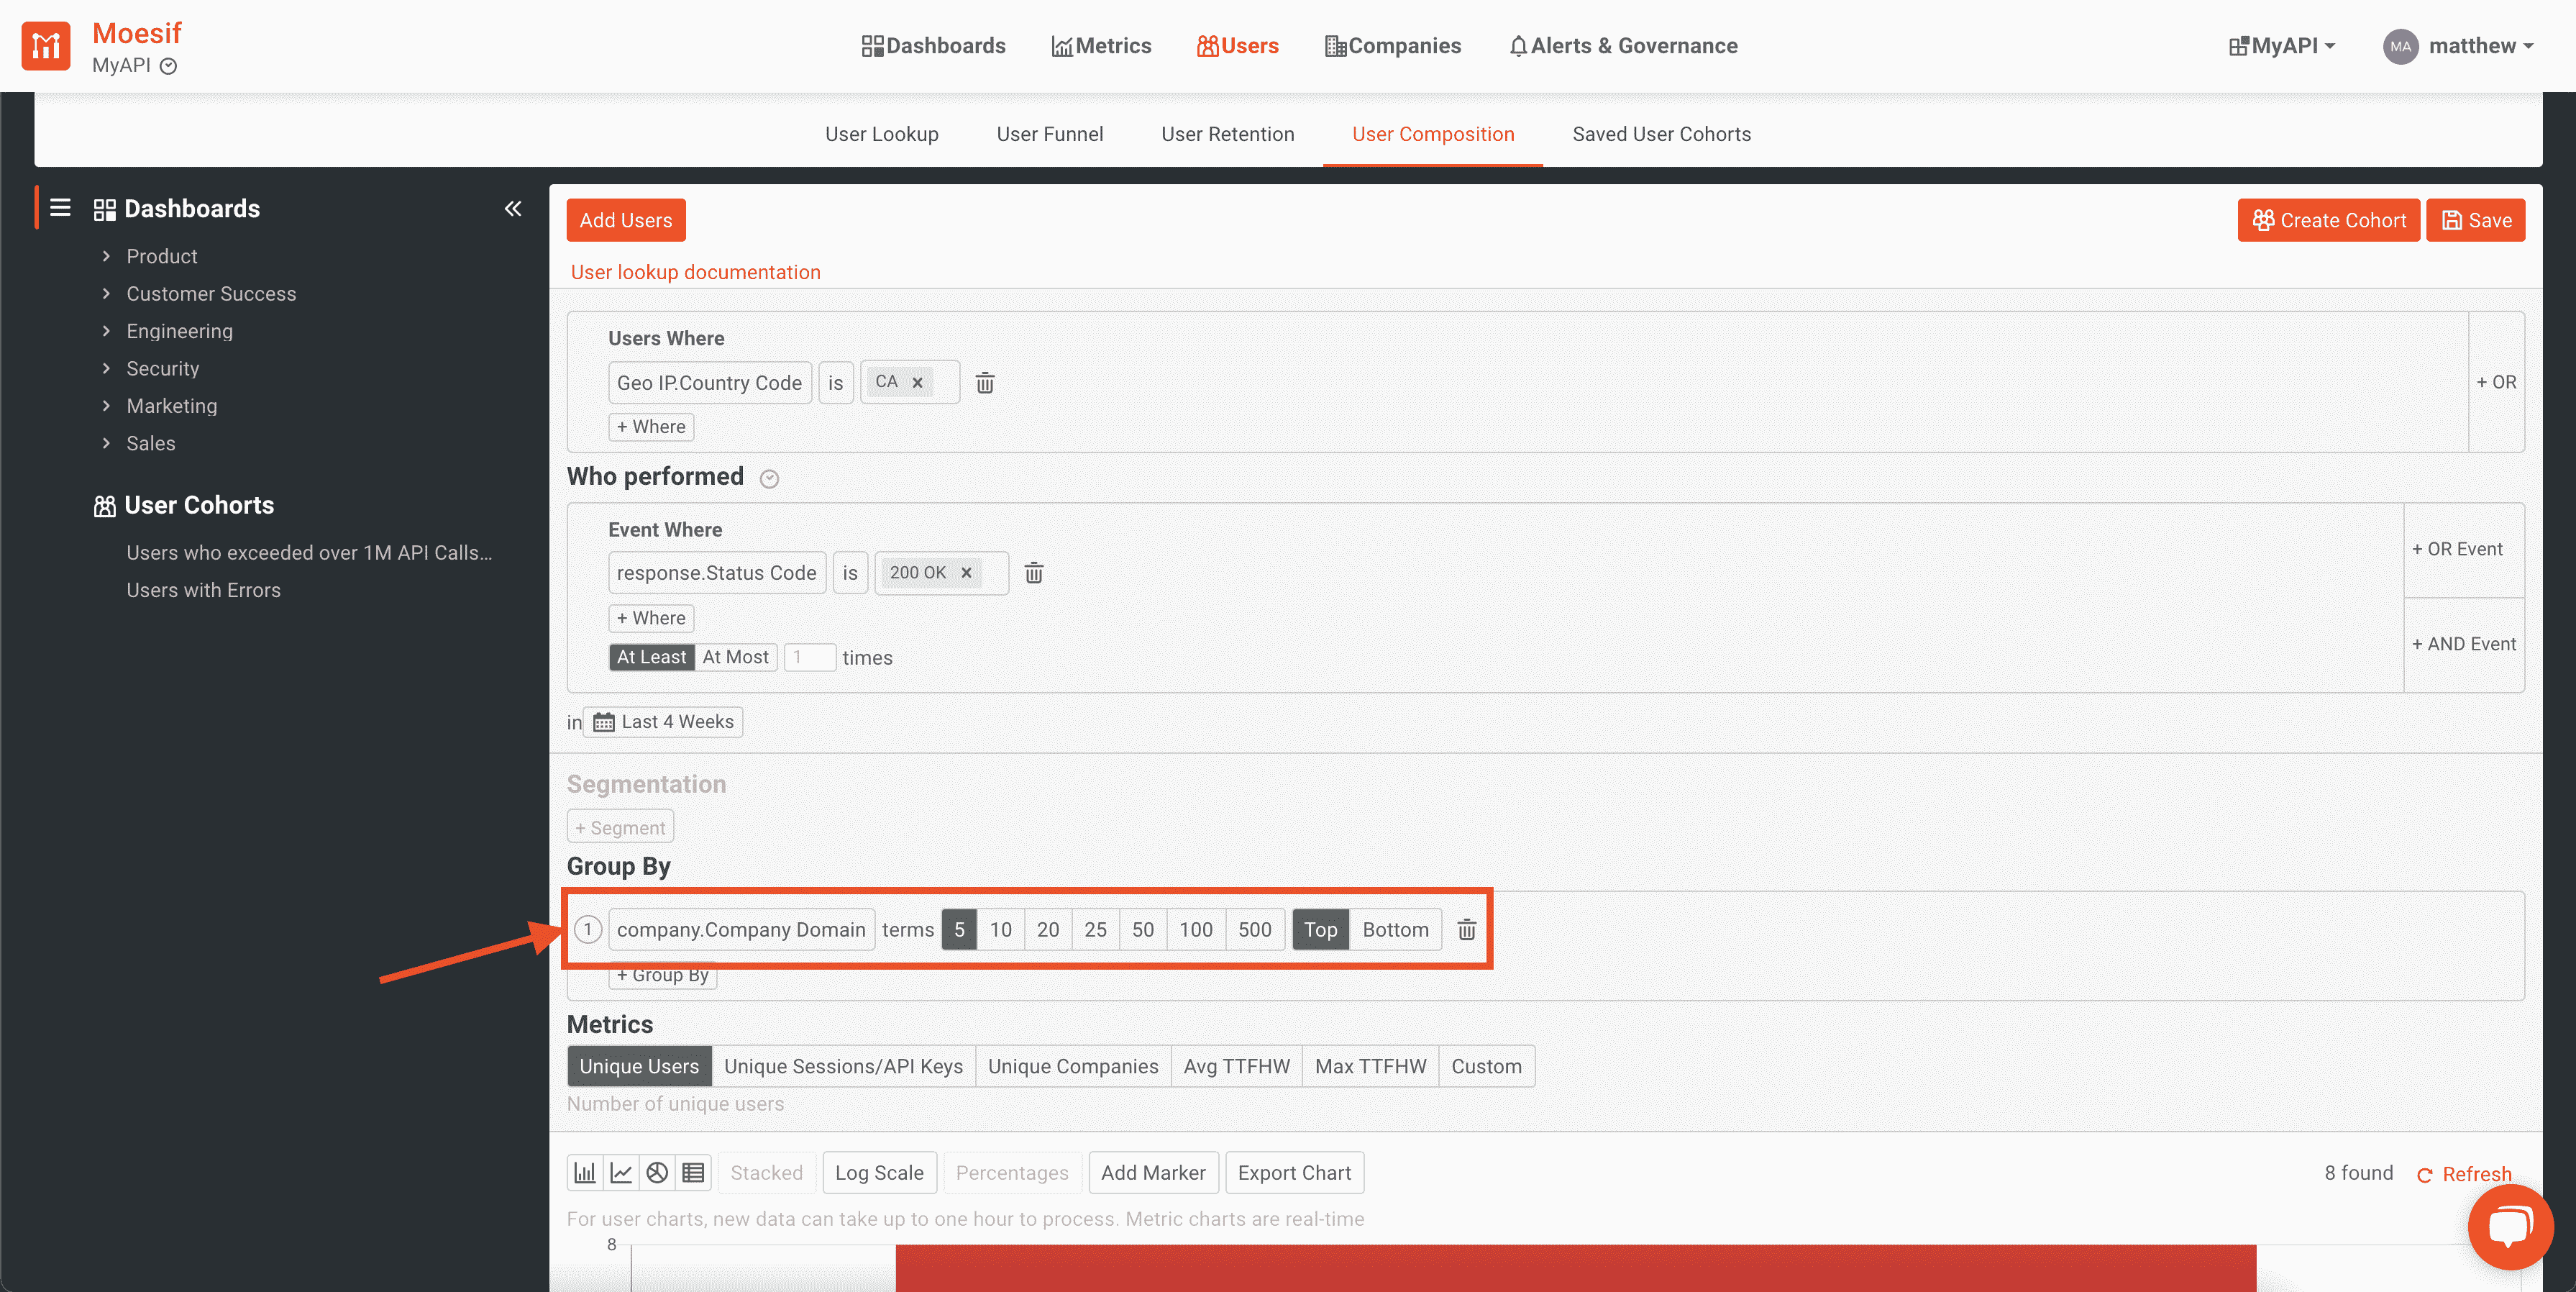 Moesif
MyAPI
Dashboards Metrics Users Companies Alerts & Governance
MyAPI MA matthew
User Lookup User Funnel User Retention User Composition Saved User Cohorts
Dashboards
Product
Customer Success
Engineering
Security
Marketing
Sales
User Cohorts
Users who exceeded over 1M API Calls...
Users with Errors
Add Users
Create Cohort Save
User lookup documentation
Users Where
Geo IP.Country Code is CA ×
+ Where
+ OR
Who performed
Event Where
response.Status Code is 200 OK ×
+ Where
At Least At Most 1 times
+ OR Event
+ AND Event
in Last 4 Weeks
Segmentation
+ Segment
Group By
1 company.Company Domain terms 5 10 20 25 50 100 500 Top Bottom
+ Group By
Metrics
Unique Users Unique Sessions/API Keys Unique Companies Avg TTFHW Max TTFHW Custom
Number of unique users
Stacked Log Scale Percentages Add Marker Export Chart
8 found Refresh
For user charts, new data can take up to one hour to process. Metric charts are real-time
8